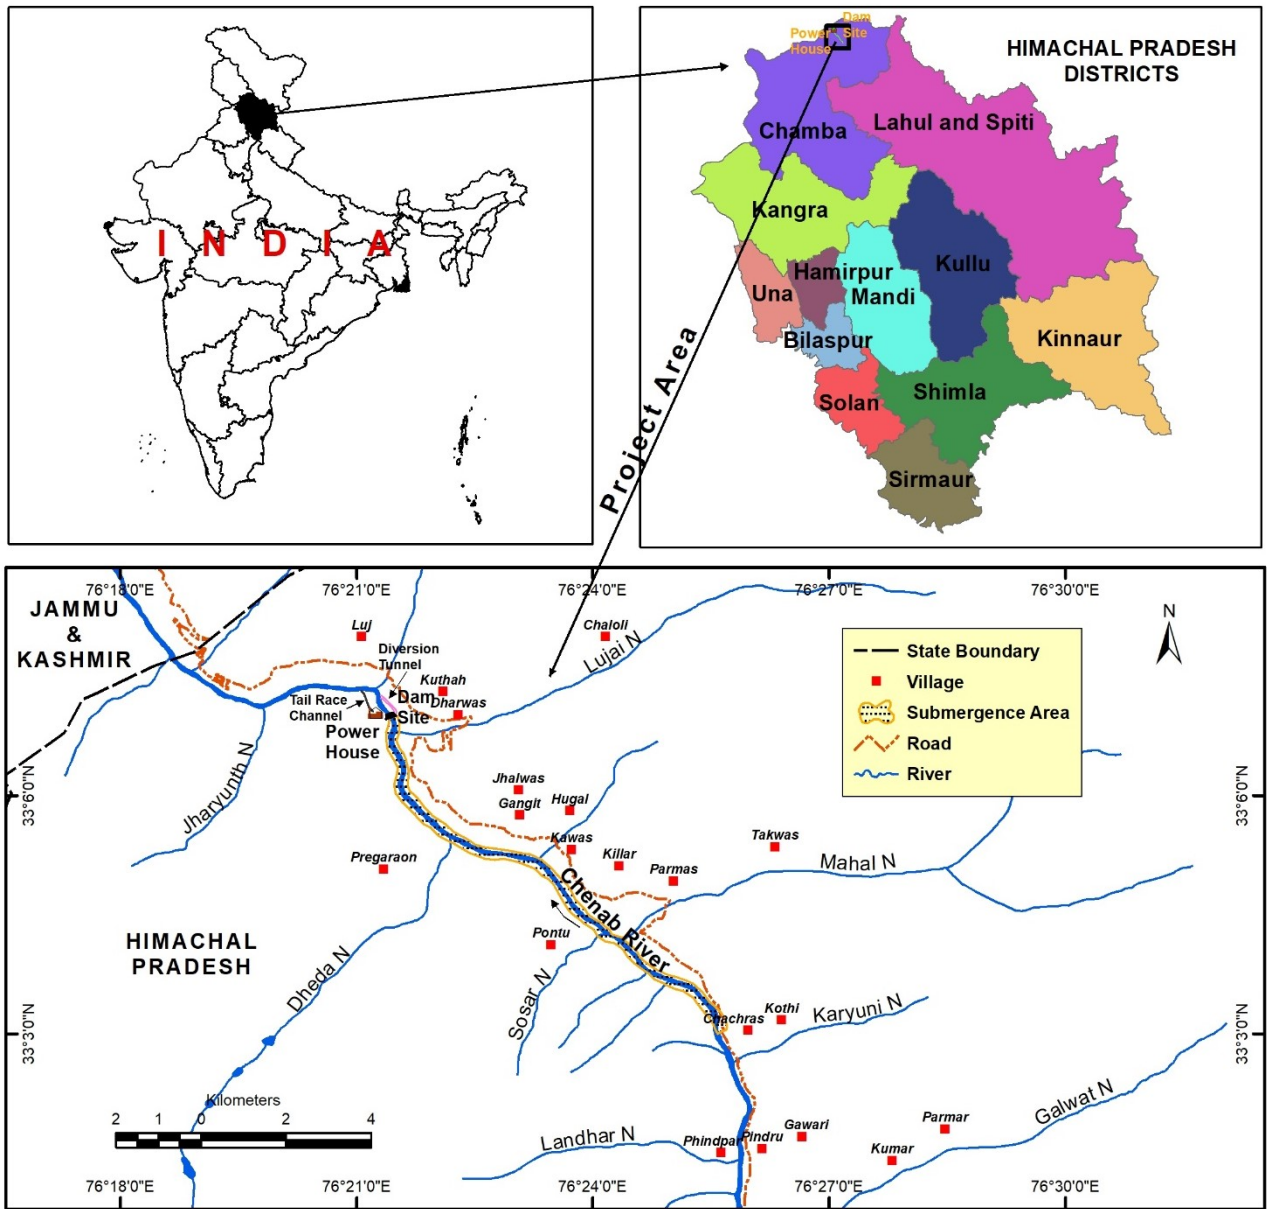 I N D I A
Dam
Power Site
House
HIMACHAL PRADESH
DISTRICTS
Chamba
Lahul and Spiti
Kangra
Kullu
Hamirpur
Una
Mandi
Bilaspur
Kinnaur
Solan
Shimla
Sirmaur
Project Area
76°18'0"E
76°21'0"E
76°24'0"E
76°27'0"E
76°30'0"E
JAMMU
&
KASHMIR
Luj
Chaloli
Lujai N
Diversion
Tunnel
Kuthah
Dharwas
Tail Race
Channel
Dam
Site
Power
House
N
State Boundary
Village
Submergence Area
Road
River
33°6'0"N
33°6'0"N
Jharyunth N
Jhalwas
Gangit
Hugal
Kawas
Killar
Parmas
Takwas
Mahal N
Pregaraon
Chenab River
Pontu
HIMACHAL
PRADESH
Dheda N
Sosar N
Chachras
Kothi
Karyuni N
33°3'0"N
33°3'0"N
Kilometers
2 1 0 2 4
Landhar N
Phindpar
Pindru
Gawari
Kumar
Parmar
Galwat N
76°18'0"E
76°21'0"E
76°24'0"E
76°27'0"E
76°30'0"E